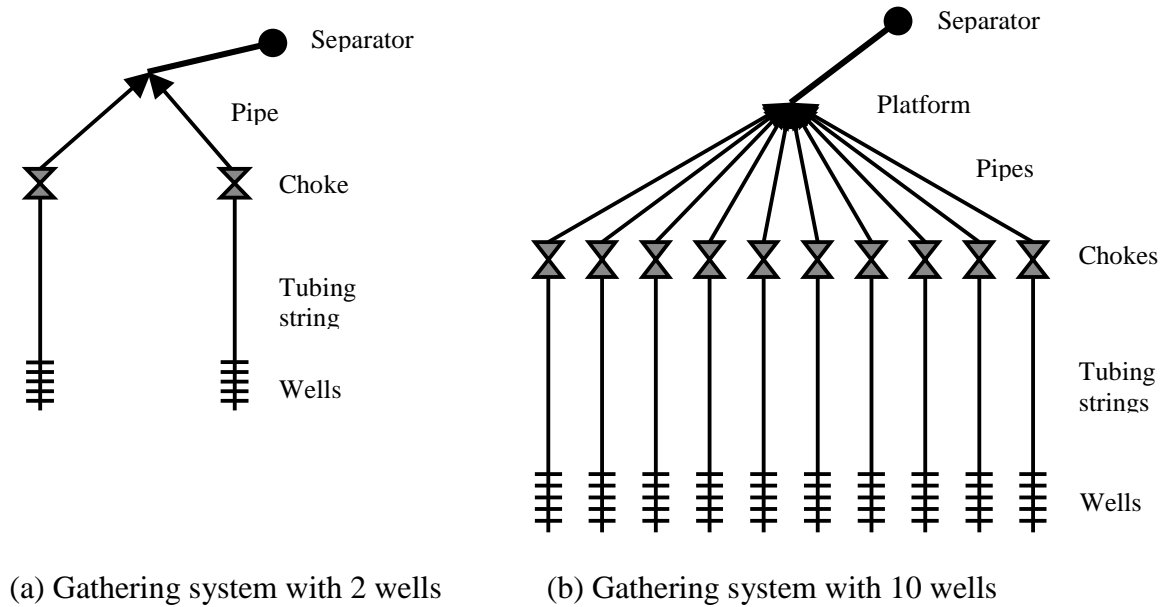 Separator
Pipe
Choke
Tubing
string
Wells
(a) Gathering system with 2 wells
Separator
Platform
Pipes
Chokes
Tubing
strings
Wells
(b) Gathering system with 10 wells